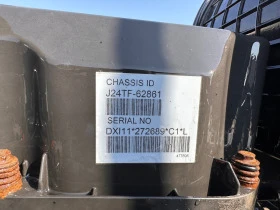 CHASSIS ID
J24TF-62861
SERIAL NO
DXI11*272689*C1*L